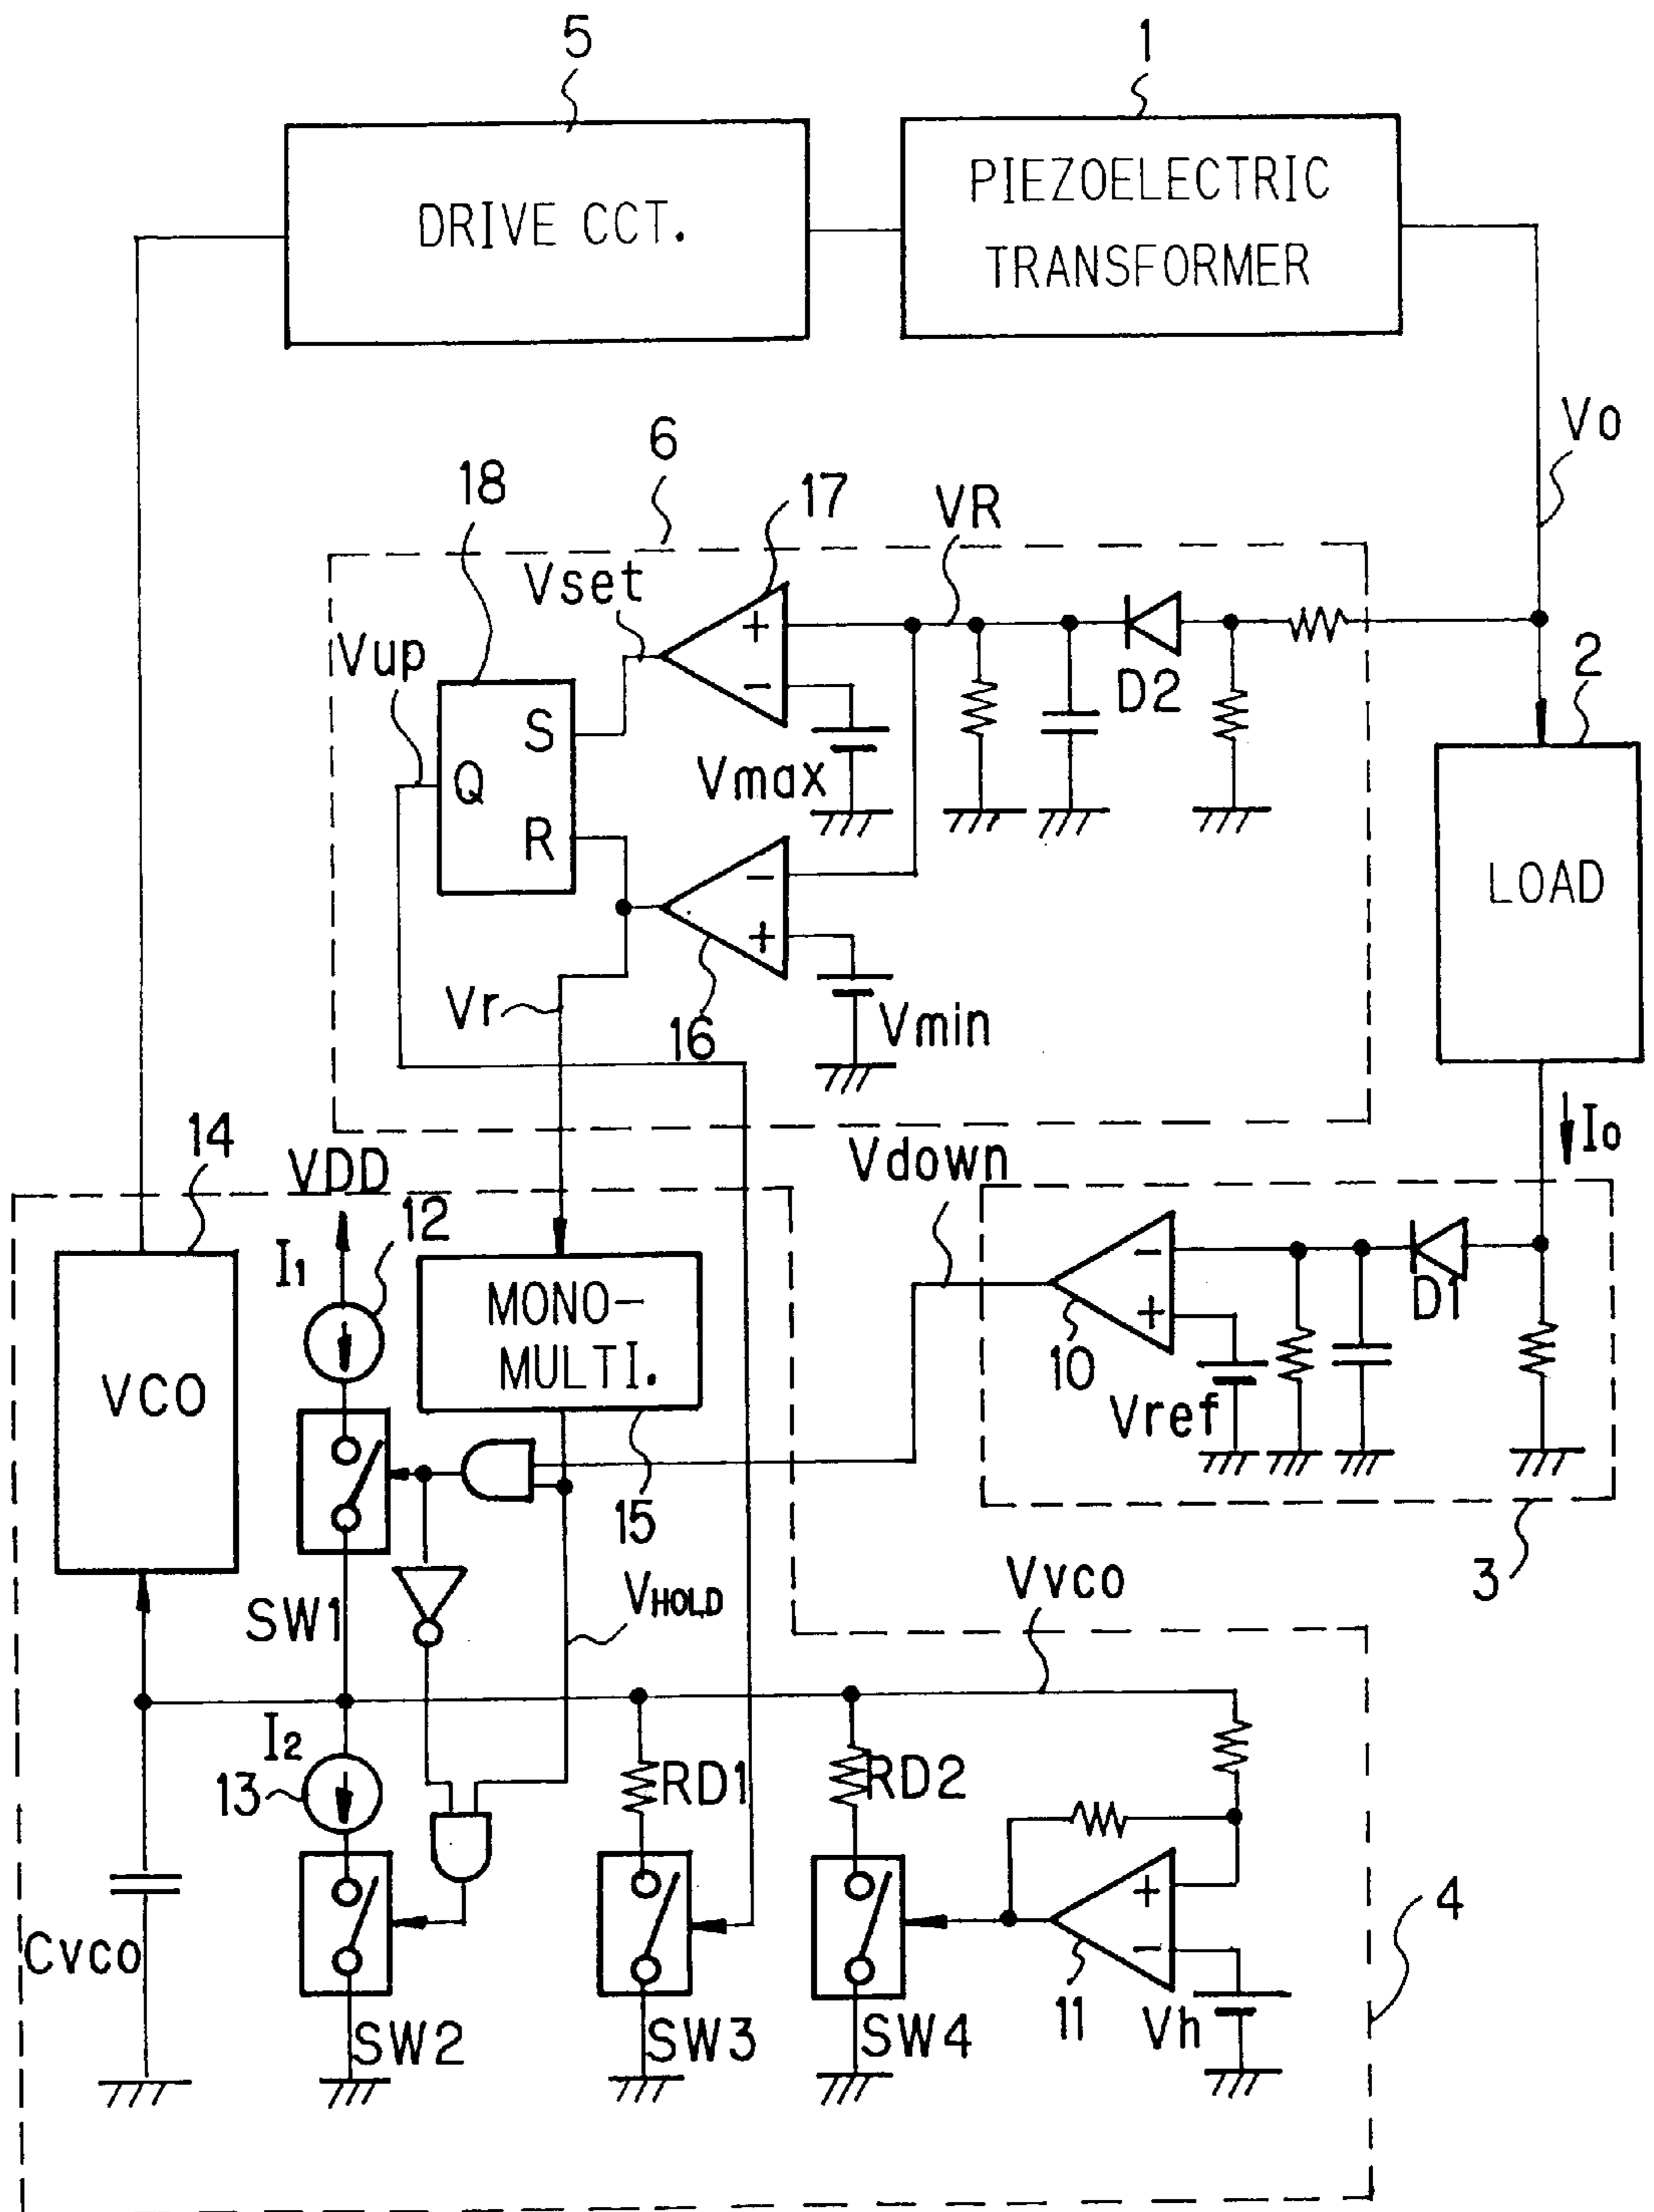 5
1
DRIVE CCT.
PIEZOELECTRIC
TRANSFORMER
Vo
6
18
17
VR
Vset
Vup
+
−
D2
2
S
Q
R
Vmax
LOAD
−
+
Vr
16
Vmin
14
VDD
Vdown
Io
12
I1
MONO-
MULTI.
−
+
D1
10
VCO
Vref
15
3
SW1
VHOLD
Vvco
I2
13
RD1
RD2
+
−
4
Cvco
11
Vh
SW2
SW3
SW4